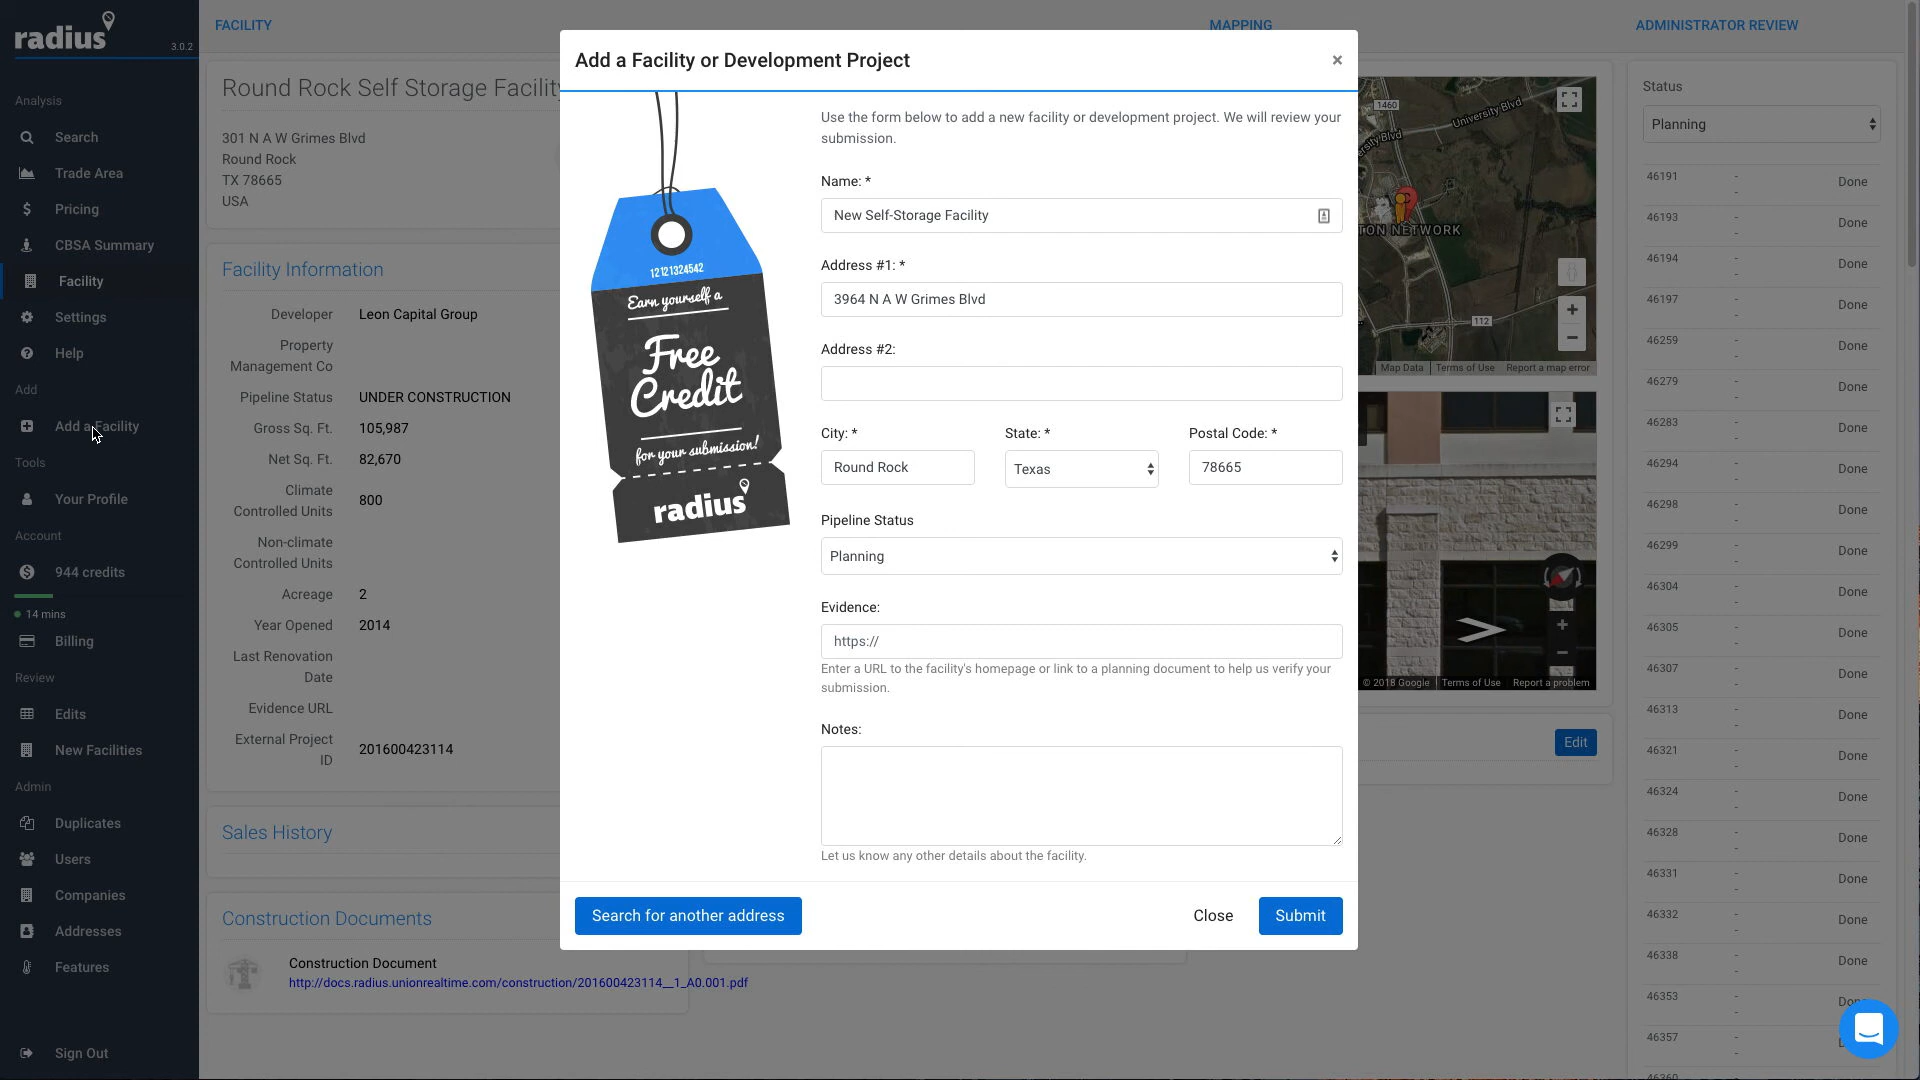 radius
3.0.2
Analysis
Search
Trade Area
Pricing
CBSA Summary
Facility
Settings
Help
Add
Add a Facility
Tools
Your Profile
Account
944 credits
14 mins
Billing
Review
Edits
New Facilities
Admin
Duplicates
Users
Companies
Addresses
Features
Sign Out
FACILITY
MAPPING
ADMINISTRATOR REVIEW
Round Rock Self Storage Facility
301 N A W Grimes Blvd
Round Rock
TX 78665
USA
Facility Information
Developer Leon Capital Group
Property
Management Co
Pipeline Status UNDER CONSTRUCTION
Gross Sq. Ft. 105,987
Net Sq. Ft. 82,670
Climate
Controlled Units 800
Non-climate
Controlled Units
Acreage 2
Year Opened 2014
Last Renovation
Date
Evidence URL
External Project
ID 201600423114
Sales History
Construction Documents
Construction Document
http://docs.radius.unionrealtime.com/construction/201600423114__1_A0.001.pdf
Add a Facility or Development Project
×
12121324542
Earn yourself a
Free
Credit
for your submission!
radius
Use the form below to add a new facility or development project. We will review your
submission.
Name: *
New Self-Storage Facility
Address #1: *
3964 N A W Grimes Blvd
Address #2:
City: * State: * Postal Code: *
Round Rock Texas 78665
Pipeline Status
Planning
Evidence:
https://
Enter a URL to the facility's homepage or link to a planning document to help us verify your
submission.
Notes:
Let us know any other details about the facility.
Search for another address Close Submit
1460
University Blvd
TON NETWORK
112
Map Data Terms of Use Report a map error
© 2018 Google Terms of Use Report a problem
Edit
Status
Planning
46191 - - Done
46193 - - Done
46194 - - Done
46197 - - Done
46259 - - Done
46279 - - Done
46283 - - Done
46294 - - Done
46298 - - Done
46299 - - Done
46304 - - Done
46305 - - Done
46307 - - Done
46313 - - Done
46321 - - Done
46324 - - Done
46328 - - Done
46331 - - Done
46332 - - Done
46338 - - Done
46353 - - Done
46357 - -